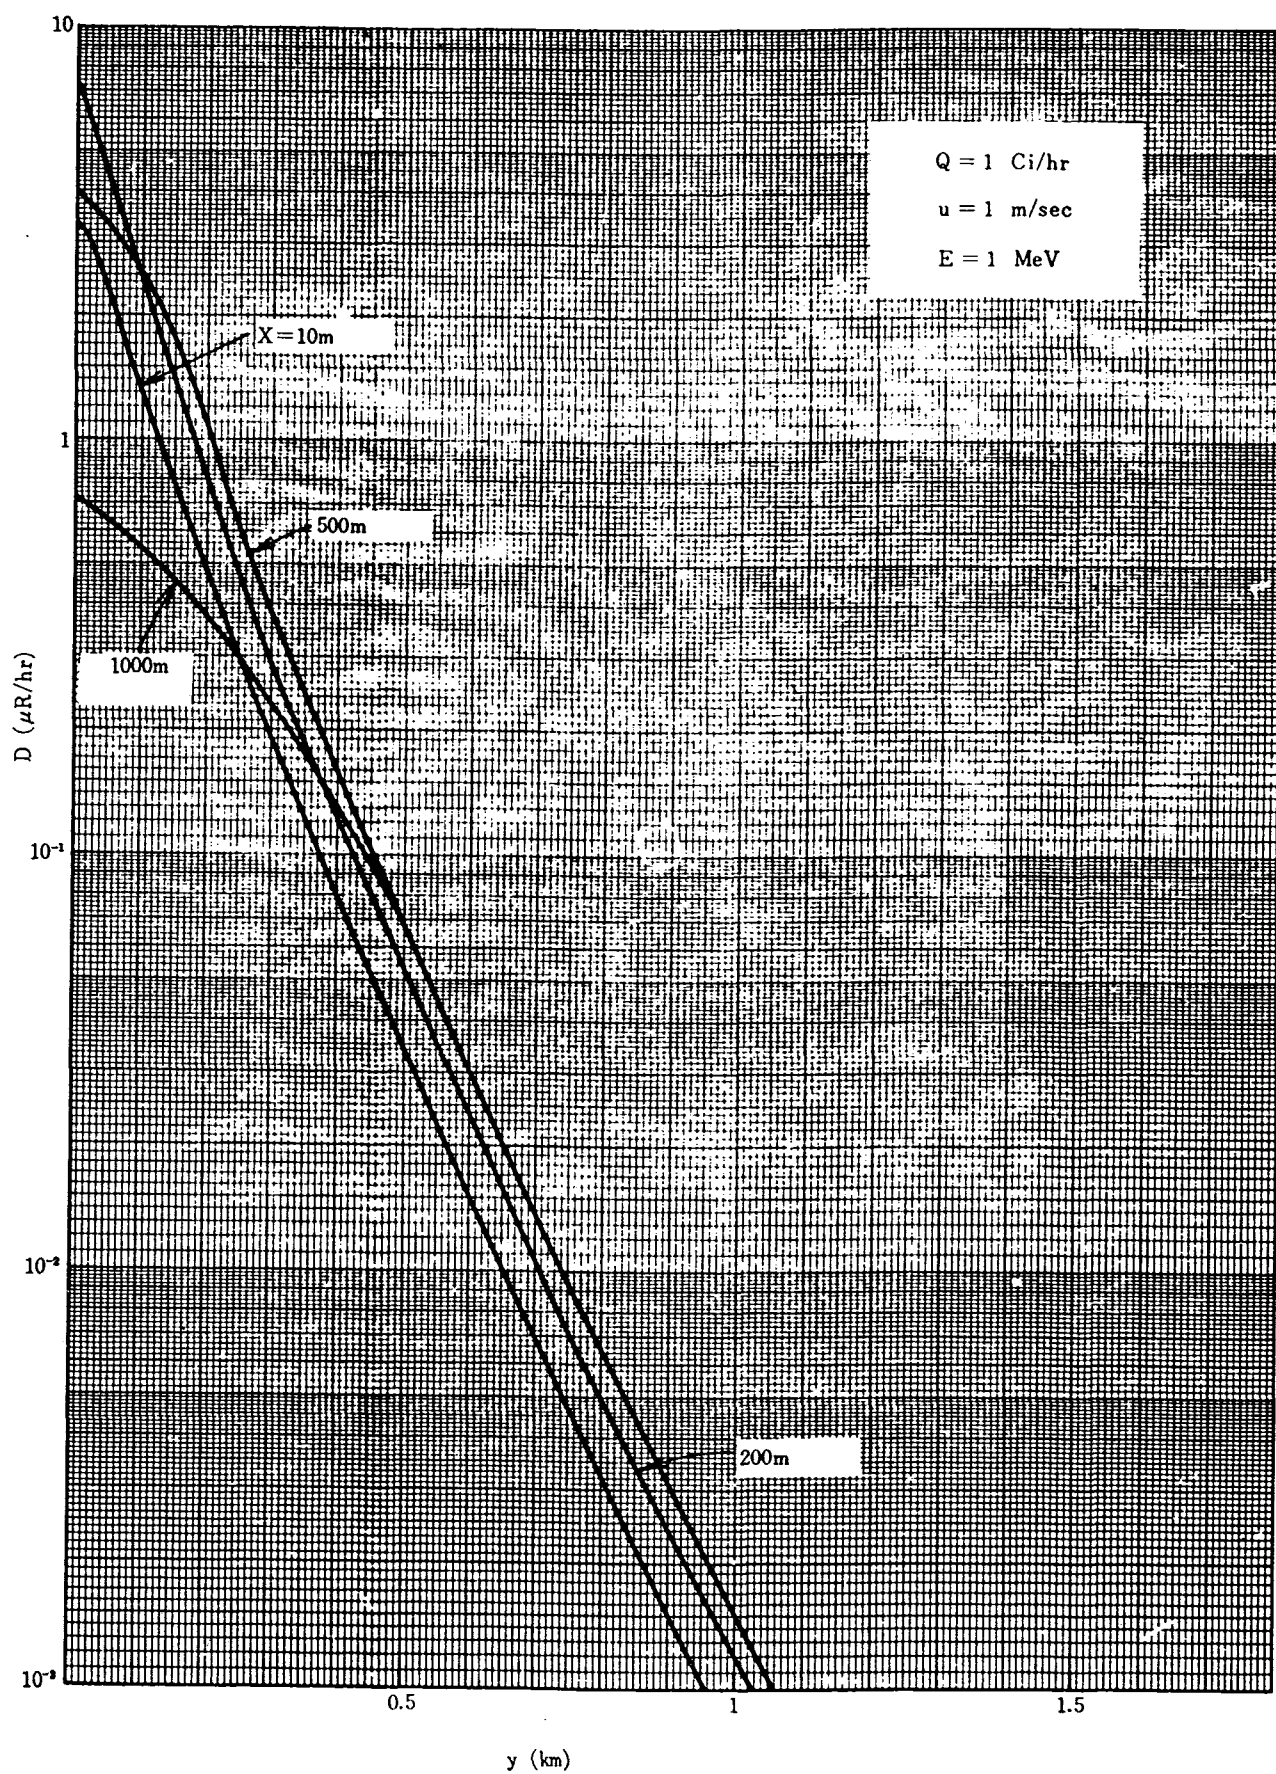 10
Q = 1 Ci/hr
u = 1 m/sec
E = 1 MeV
X=10m
1
500m
1000m
D (μR/hr)
10⁻¹
10⁻²
200m
10⁻³
0.5
1
1.5
y (km)